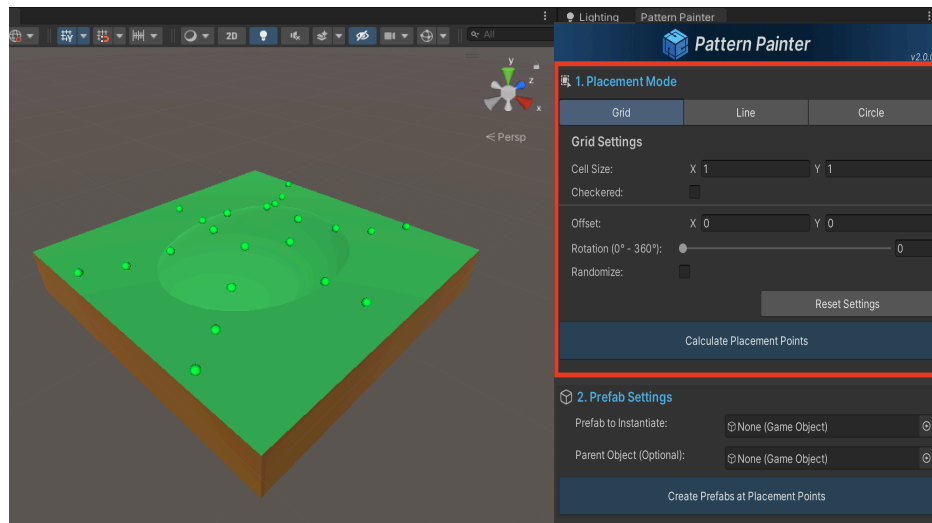 Lighting Pattern Painter
2D All
Pattern Painter
v2.0.
y
z
x
Persp
1. Placement Mode
Grid Line Circle
Grid Settings
Cell Size: X 1 Y 1
Checkered:
Offset: X 0 Y 0
Rotation (0° - 360°): 0
Randomize:
Reset Settings
Calculate Placement Points
2. Prefab Settings
Prefab to Instantiate: None (Game Object)
Parent Object (Optional): None (Game Object)
Create Prefabs at Placement Points